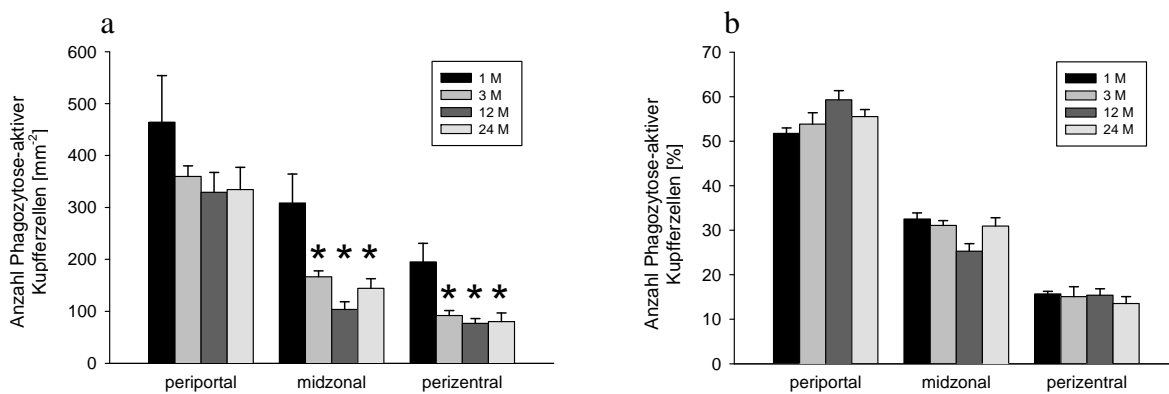 a
Anzahl Phagozytose-aktiver
Kupfferzellen [mm-2]
600
500
400
300
200
100
0
1 M
3 M
12 M
24 M
* * *
* * *
periportal midzonal perizentral
b
Anzahl Phagozytose-aktiver
Kupfferzellen [%]
70
60
50
40
30
20
10
0
1 M
3 M
12 M
24 M
periportal midzonal perizentral